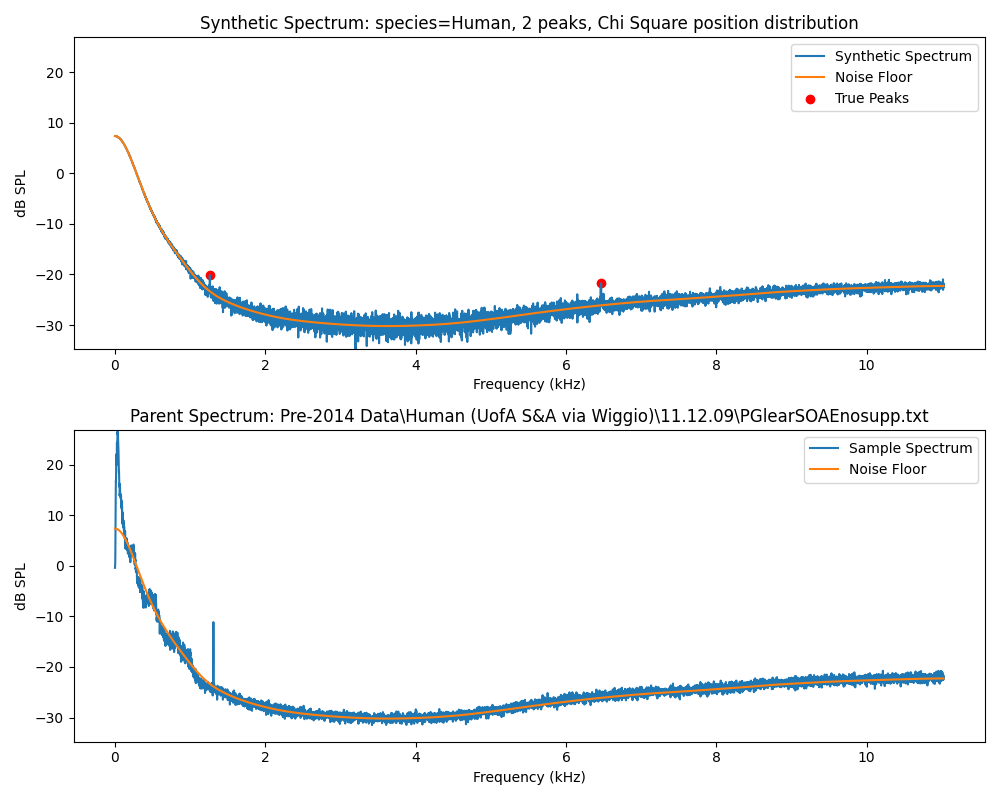 Synthetic Spectrum: species=Human, 2 peaks, Chi Square position distribution
Synthetic Spectrum
Noise Floor
True Peaks
dB SPL
20
10
0
−10
−20
−30
0 2 4 6 8 10
Frequency (kHz)
Parent Spectrum: Pre-2014 Data\Human (UofA S&A via Wiggio)\11.12.09\PGlearSOAEnosupp.txt
Sample Spectrum
Noise Floor
dB SPL
20
10
0
−10
−20
−30
0 2 4 6 8 10
Frequency (kHz)